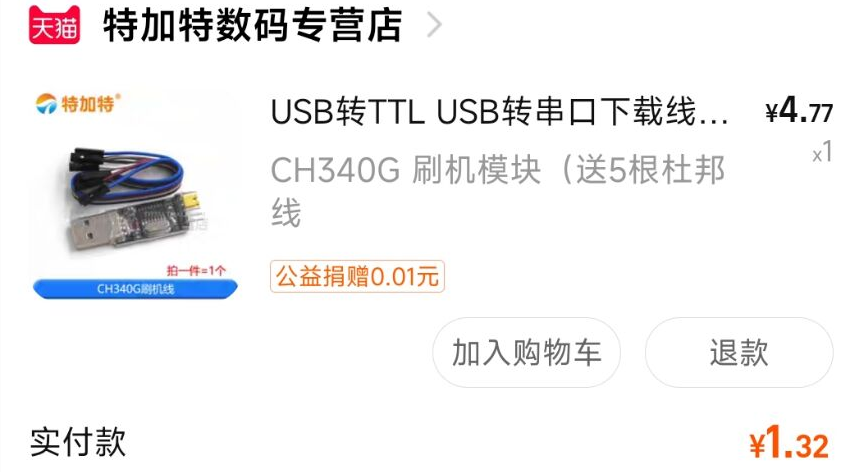 天猫 特加特数码专营店
特加特®
USB转TTL USB转串口下载线... ¥4.77
CH340G 刷机模块（送5根杜邦 x1
线
拍一件=1个
CH340G刷机线
公益捐赠0.01元
加入购物车 退款
实付款 ¥1.32